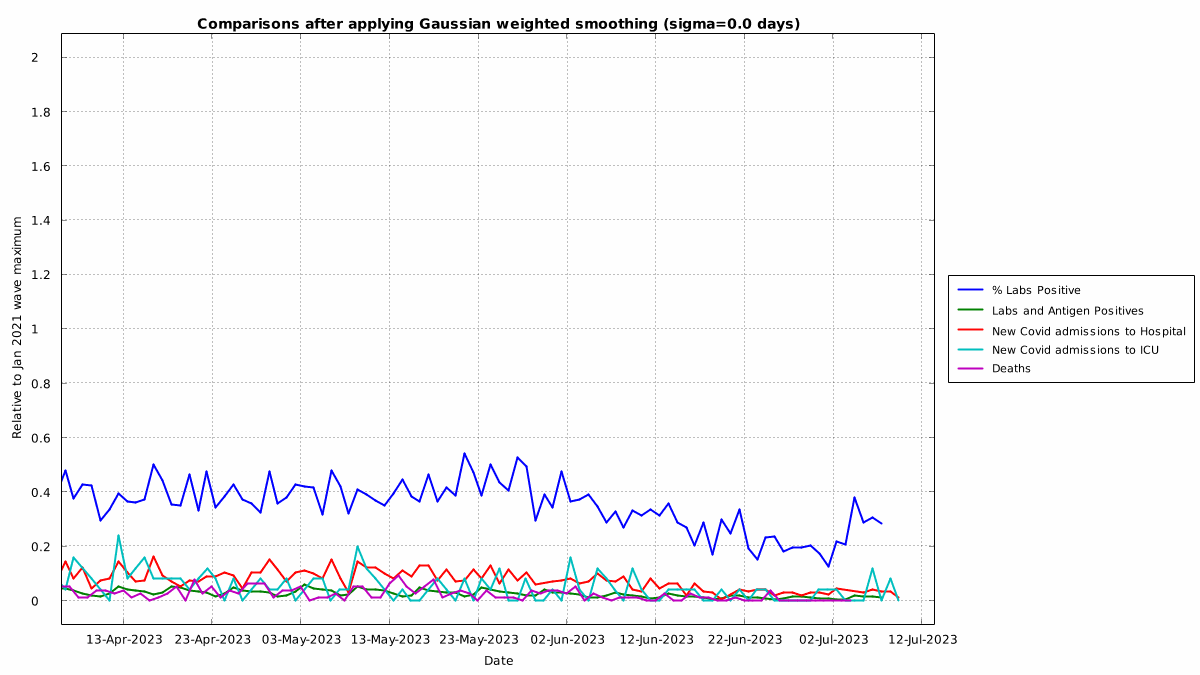 Comparisons after applying Gaussian weighted smoothing (sigma=0.0 days)
2
1.8
1.6
1.4
1.2
1
0.8
0.6
0.4
0.2
0
Relative to Jan 2021 wave maximum
13-Apr-2023 23-Apr-2023 03-May-2023 13-May-2023 23-May-2023 02-Jun-2023 12-Jun-2023 22-Jun-2023 02-Jul-2023 12-Jul-2023
Date
% Labs Positive
Labs and Antigen Positives
New Covid admissions to Hospital
New Covid admissions to ICU
Deaths